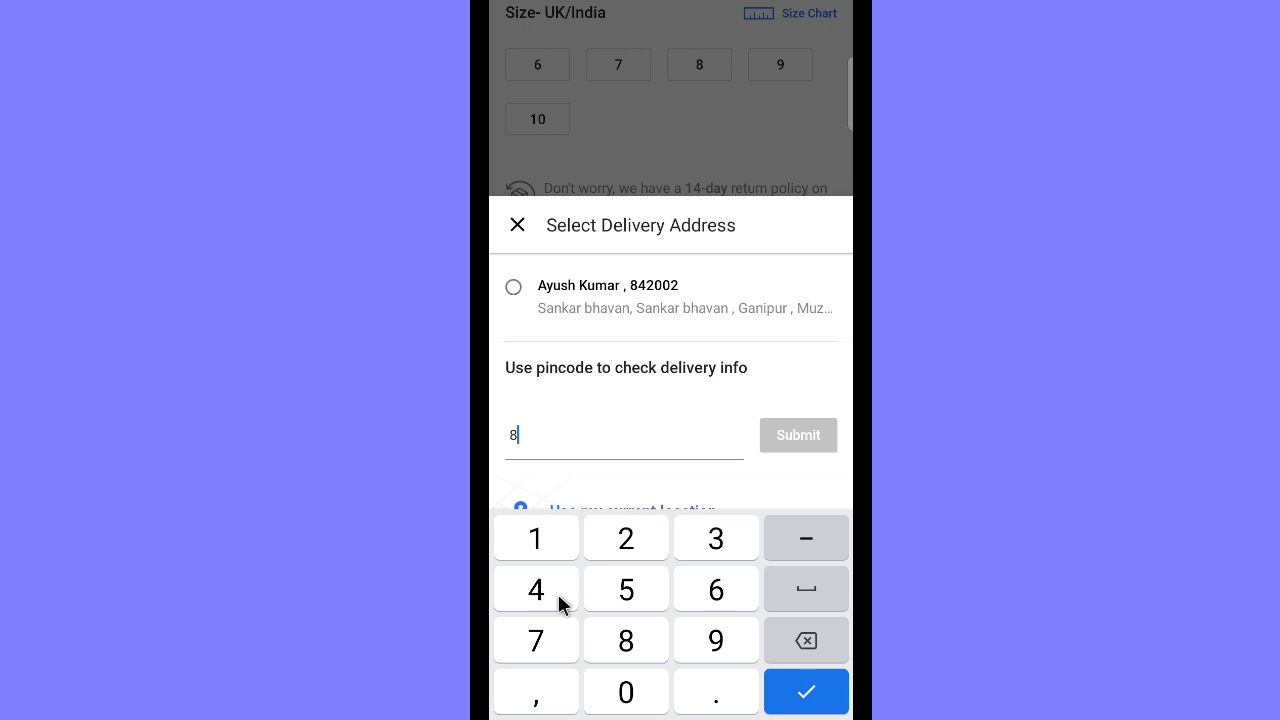 Size- UK/India
Size Chart
6
7
8
9
10
Don't worry, we have a 14-day return policy on
Select Delivery Address
Ayush Kumar , 842002
Sankar bhavan, Sankar bhavan , Ganipur , Muz...
Use pincode to check delivery info
8
Submit
Use my current location
1 2 3 -
4 5 6
7 8 9
, 0 .